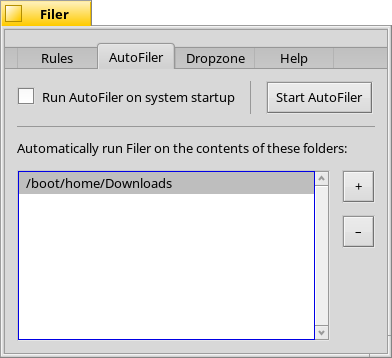 Filer
Rules AutoFiler Dropzone Help
Run AutoFiler on system startup Start AutoFiler
Automatically run Filer on the contents of these folders:
/boot/home/Downloads
+
–